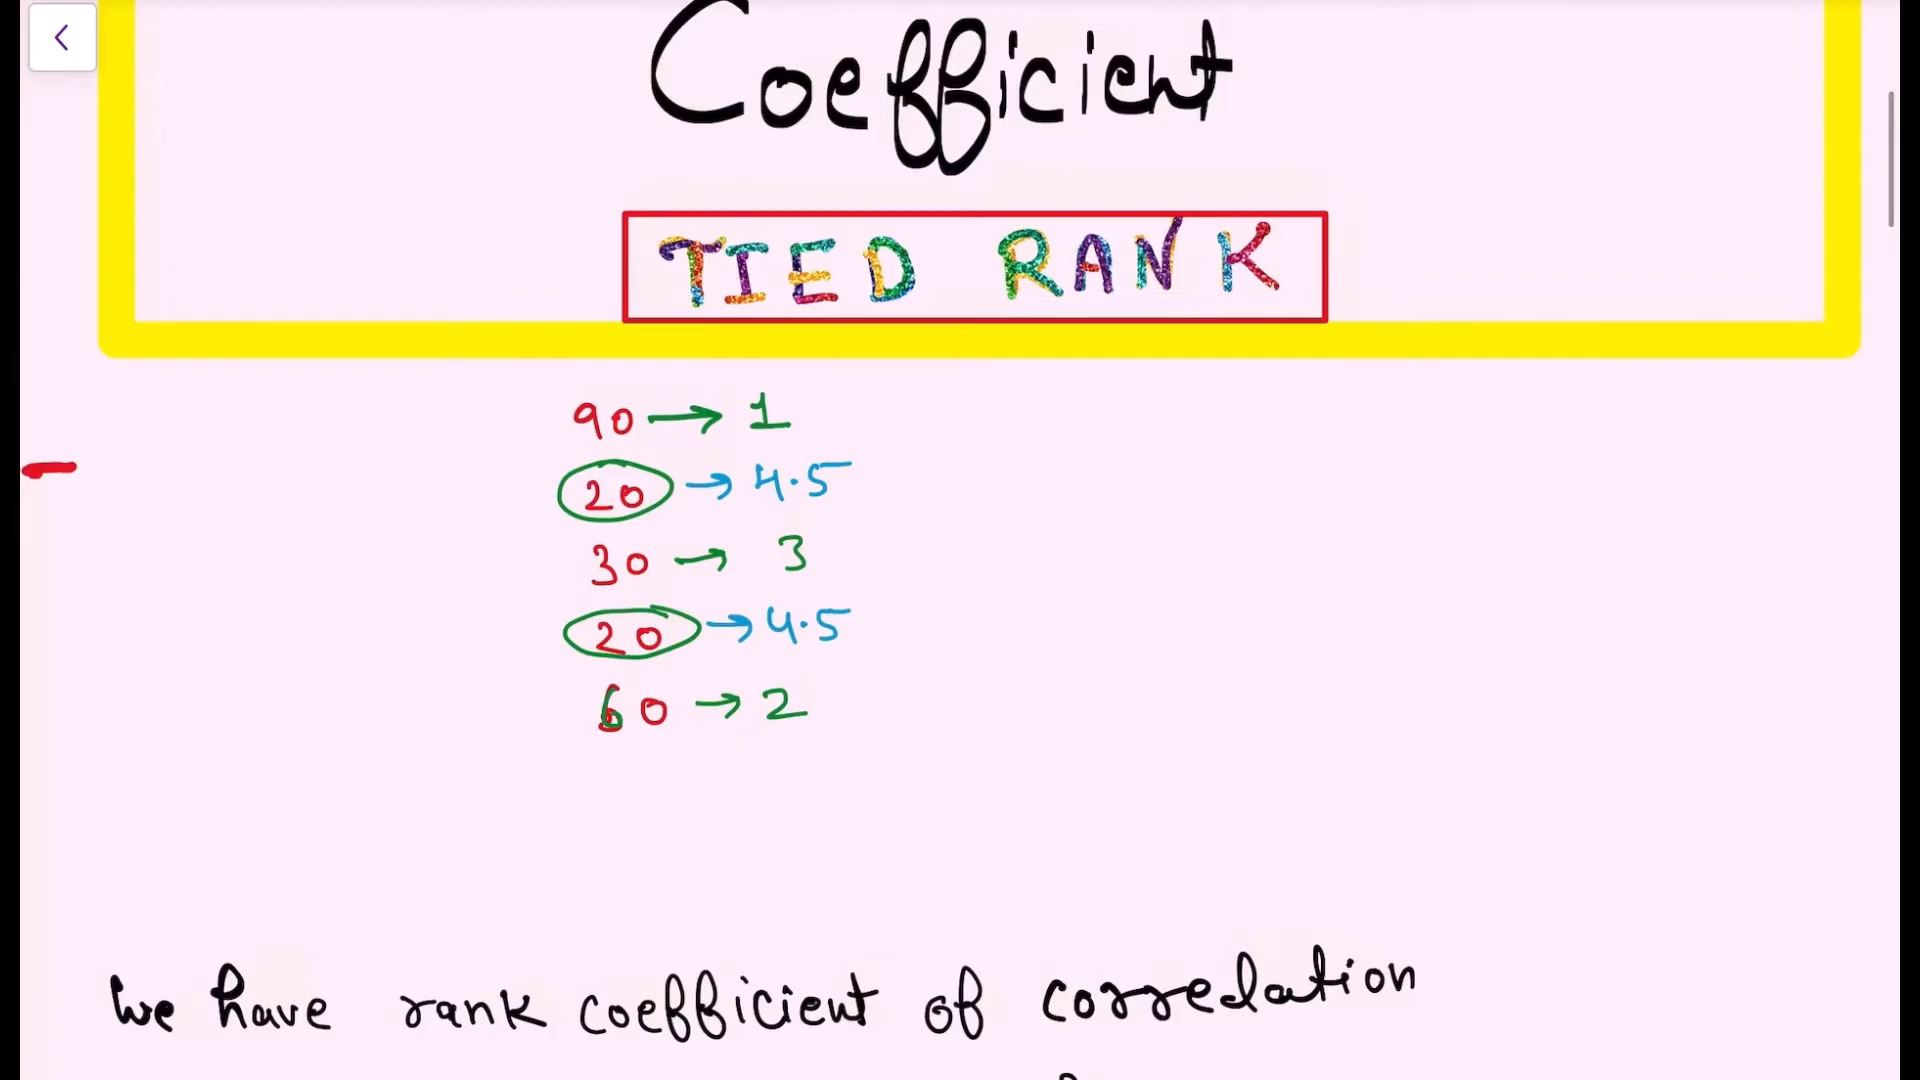 Coefficient
TIED RANK
90 → 1
20 → 4.5
30 → 3
20 → 4.5
60 → 2
We have rank coefficient of correlation